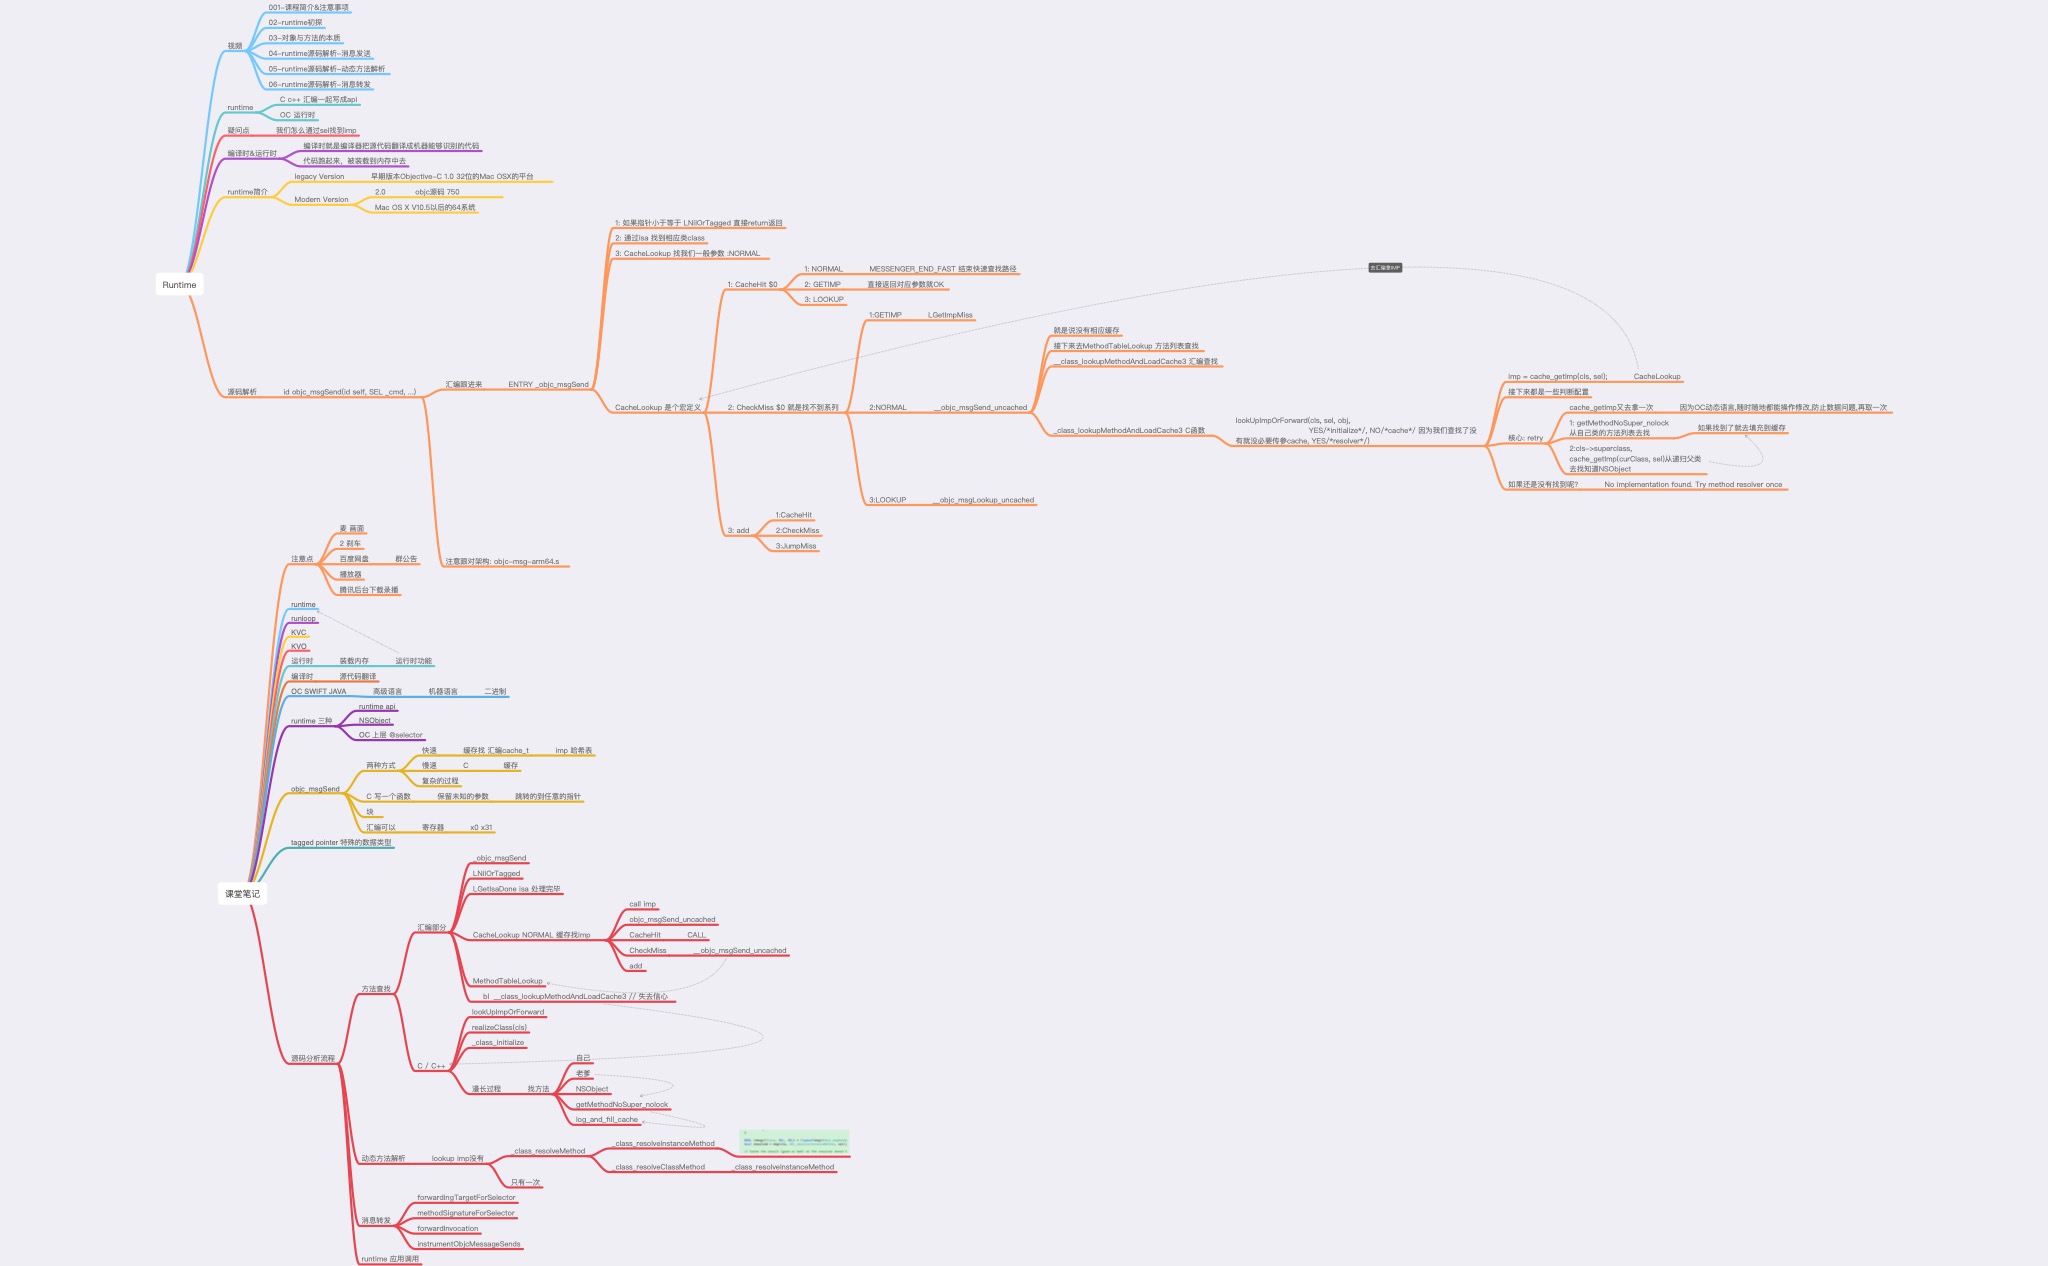 001-课程简介&注意事项
02-runtime初探
03-对象与方法的本质
04-runtime源码解析-消息发送
05-runtime源码解析-动态方法解析
06-runtime源码解析-消息转发
视频
C c++ 汇编一起写成api
OC 运行时
runtime
疑问点 我们怎么通过sel找到imp
编译时就是编译器把源代码翻译成机器能够识别的代码
代码跑起来，被装载到内存中去
编译时&运行时
legacy Version 早期版本Objective-C 1.0 32位的Mac OSX的平台
runtime简介
Modern Version
2.0 objc源码 750
Mac OS X V10.5以后的64系统
Runtime
源码解析 id objc_msgSend(id self, SEL _cmd, ...)
汇编跟进来 ENTRY _objc_msgSend
1: 如果指针小于等于 LNilOrTagged 直接return返回
2: 通过isa 找到相应类class
3: CacheLookup 找我们一般参数 :NORMAL
CacheLookup 是个宏定义
1: CacheHit $0
1: NORMAL MESSENGER_END_FAST 结束快速查找路径
2: GETIMP 直接返回对应参数就OK
3: LOOKUP
2: CheckMiss $0 就是找不到系列
1:GETIMP LGetImpMiss
2:NORMAL __objc_msgSend_uncached
就是说没有相应缓存
接下来去MethodTableLookup 方法列表查找
__class_lookupMethodAndLoadCache3 汇编查找
_class_lookupMethodAndLoadCache3 C函数
lookUpImpOrForward(cls, sel, obj,
YES/*initialize*/, NO/*cache*/ 因为我们查找了没
有就没必要传参cache, YES/*resolver*/)
imp = cache_getImp(cls, sel); CacheLookup
接下来都是一些判断配置
核心: retry
cache_getImp又去拿一次 因为OC动态语言,随时随地都能操作修改,防止数据问题,再取一次
1: getMethodNoSuper_nolock
从自己类的方法列表去找
如果找到了就去填充到缓存
2:cls->superclass,
cache_getImp(curClass, sel)从递归父类
去找知道NSObject
如果还是没有找到呢? No implementation found. Try method resolver once
3:LOOKUP __objc_msgLookup_uncached
3: add
1:CacheHit
2:CheckMiss
3:JumpMiss
注意跟对架构: objc-msg-arm64.s
课堂笔记
注意点
麦 画面
2 刹车
百度网盘 群公告
播放器
腾讯后台下载录播
runtime
runloop
KVC
KVO
运行时 装载内存 运行时功能
编译时 源代码翻译
OC SWIFT JAVA 高级语言 机器语言 二进制
runtime 三种
runtime api
NSObject
OC 上层 @selector
objc_msgSend
两种方式
快速 缓存找 汇编cache_t imp 哈希表
慢速 C 缓存
复杂的过程
C 写一个函数 保留未知的参数 跳转的到任意的指针
块
汇编可以 寄存器 x0 x31
tagged pointer 特殊的数据类型
源码分析流程
方法查找
汇编部分
_objc_msgSend
LNilOrTagged
LGetIsaDone isa 处理完毕
CacheLookup NORMAL 缓存找imp
call imp
objc_msgSend_uncached
CacheHit CALL
CheckMiss __objc_msgSend_uncached
add
MethodTableLookup
bl __class_lookupMethodAndLoadCache3 // 失去信心
C / C++
lookUpImpOrForward
realizeClass(cls)
_class_initialize
漫长过程 找方法
自己
老爹
NSObject
getMethodNoSuper_nolock
log_and_fill_cache
动态方法解析 lookup imp没有
_class_resolveMethod
_class_resolveInstanceMethod
_class_resolveClassMethod _class_resolveInstanceMethod
只有一次
消息转发
forwardingTargetForSelector
methodSignatureForSelector
forwardInvocation
instrumentObjcMessageSends
runtime 应用调用